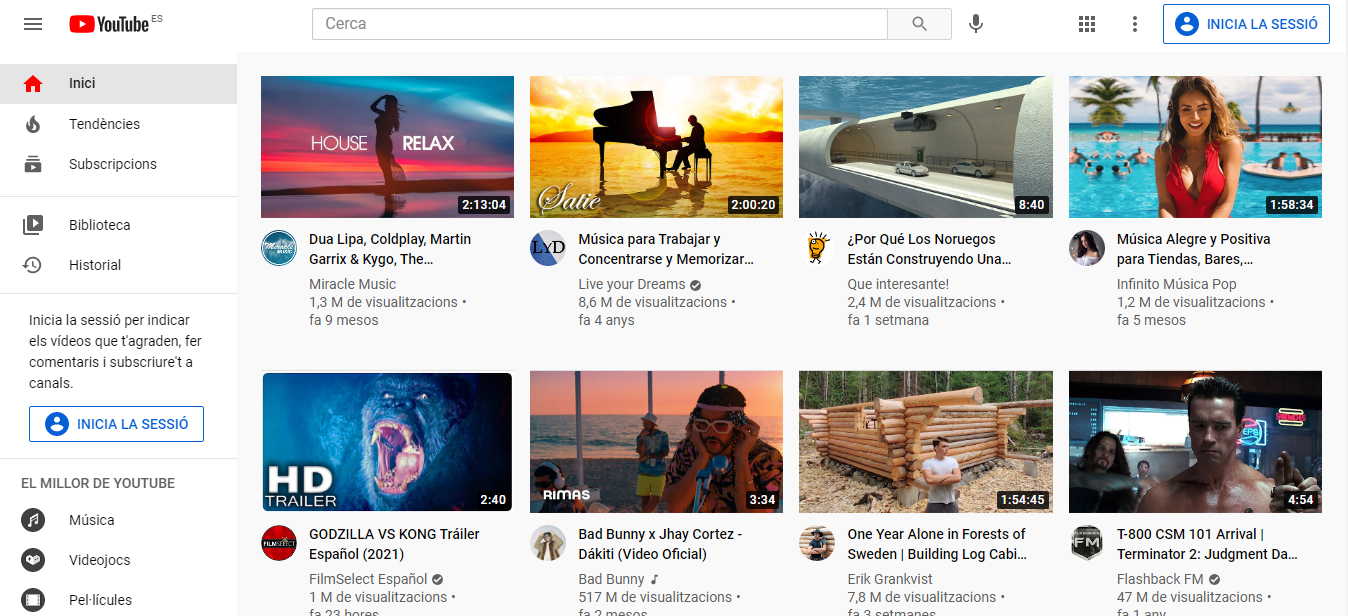 YouTube ES
Cerca
INICIA LA SESSIÓ
Inici
Tendències
Subscripcions
Biblioteca
Historial
Inicia la sessió per indicar
els vídeos que t'agraden, fer
comentaris i subscriure't a
canals.
INICIA LA SESSIÓ
EL MILLOR DE YOUTUBE
Música
Videojocs
Pel·lícules
HOUSE RELAX
2:13:04
Miracle
MUSIC
Dua Lipa, Coldplay, Martin
Garrix & Kygo, The…
Miracle Music
1,3 M de visualitzacions •
fa 9 mesos
Satie
2:00:20
LYD
Música para Trabajar y
Concentrarse y Memorizar…
Live your Dreams
8,6 M de visualitzacions •
fa 4 anys
8:40
¿Por Qué Los Noruegos
Están Construyendo Una…
Que interesante!
2,4 M de visualitzacions •
fa 1 setmana
1:58:34
Música Alegre y Positiva
para Tiendas, Bares,…
Infinito Música Pop
1,2 M de visualitzacions •
fa 5 mesos
HD
TRAILER
2:40
FILMSELECT
GODZILLA VS KONG Tráiler
Español (2021)
FilmSelect Español
1 M de visualitzacions •
fa 23 hores
RIMAS
3:34
Bad Bunny x Jhay Cortez -
Dákiti (Video Oficial)
Bad Bunny
517 M de visualitzacions •
fa 2 mesos
1:54:45
One Year Alone in Forests of
Sweden | Building Log Cabi…
Erik Grankvist
7,8 M de visualitzacions •
fa 3 setmanes
4:54
FM
T-800 CSM 101 Arrival |
Terminator 2: Judgment Da…
Flashback FM
47 M de visualitzacions •
fa 1 any